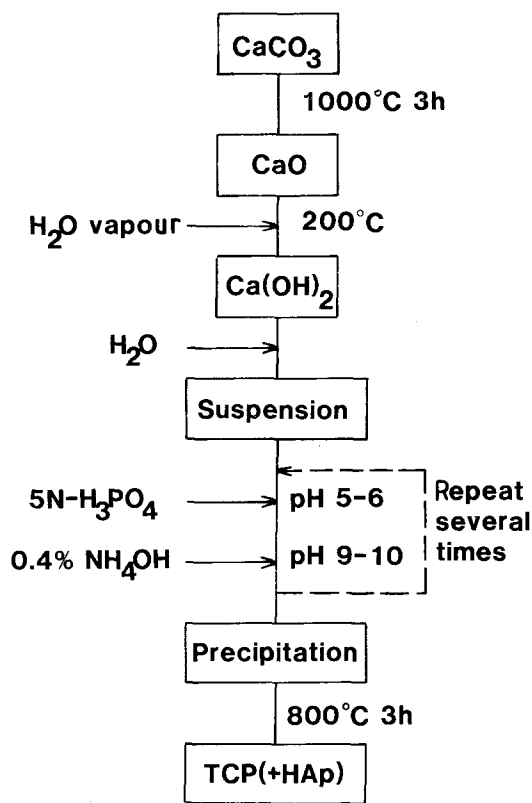 CaCO₃
1000°C 3h
CaO
H₂O vapour
200°C
Ca(OH)₂
H₂O
Suspension
5N-H₃PO₄
pH 5-6
Repeat
several
times
0.4% NH₄OH
pH 9-10
Precipitation
800°C 3h
TCP(+HAp)